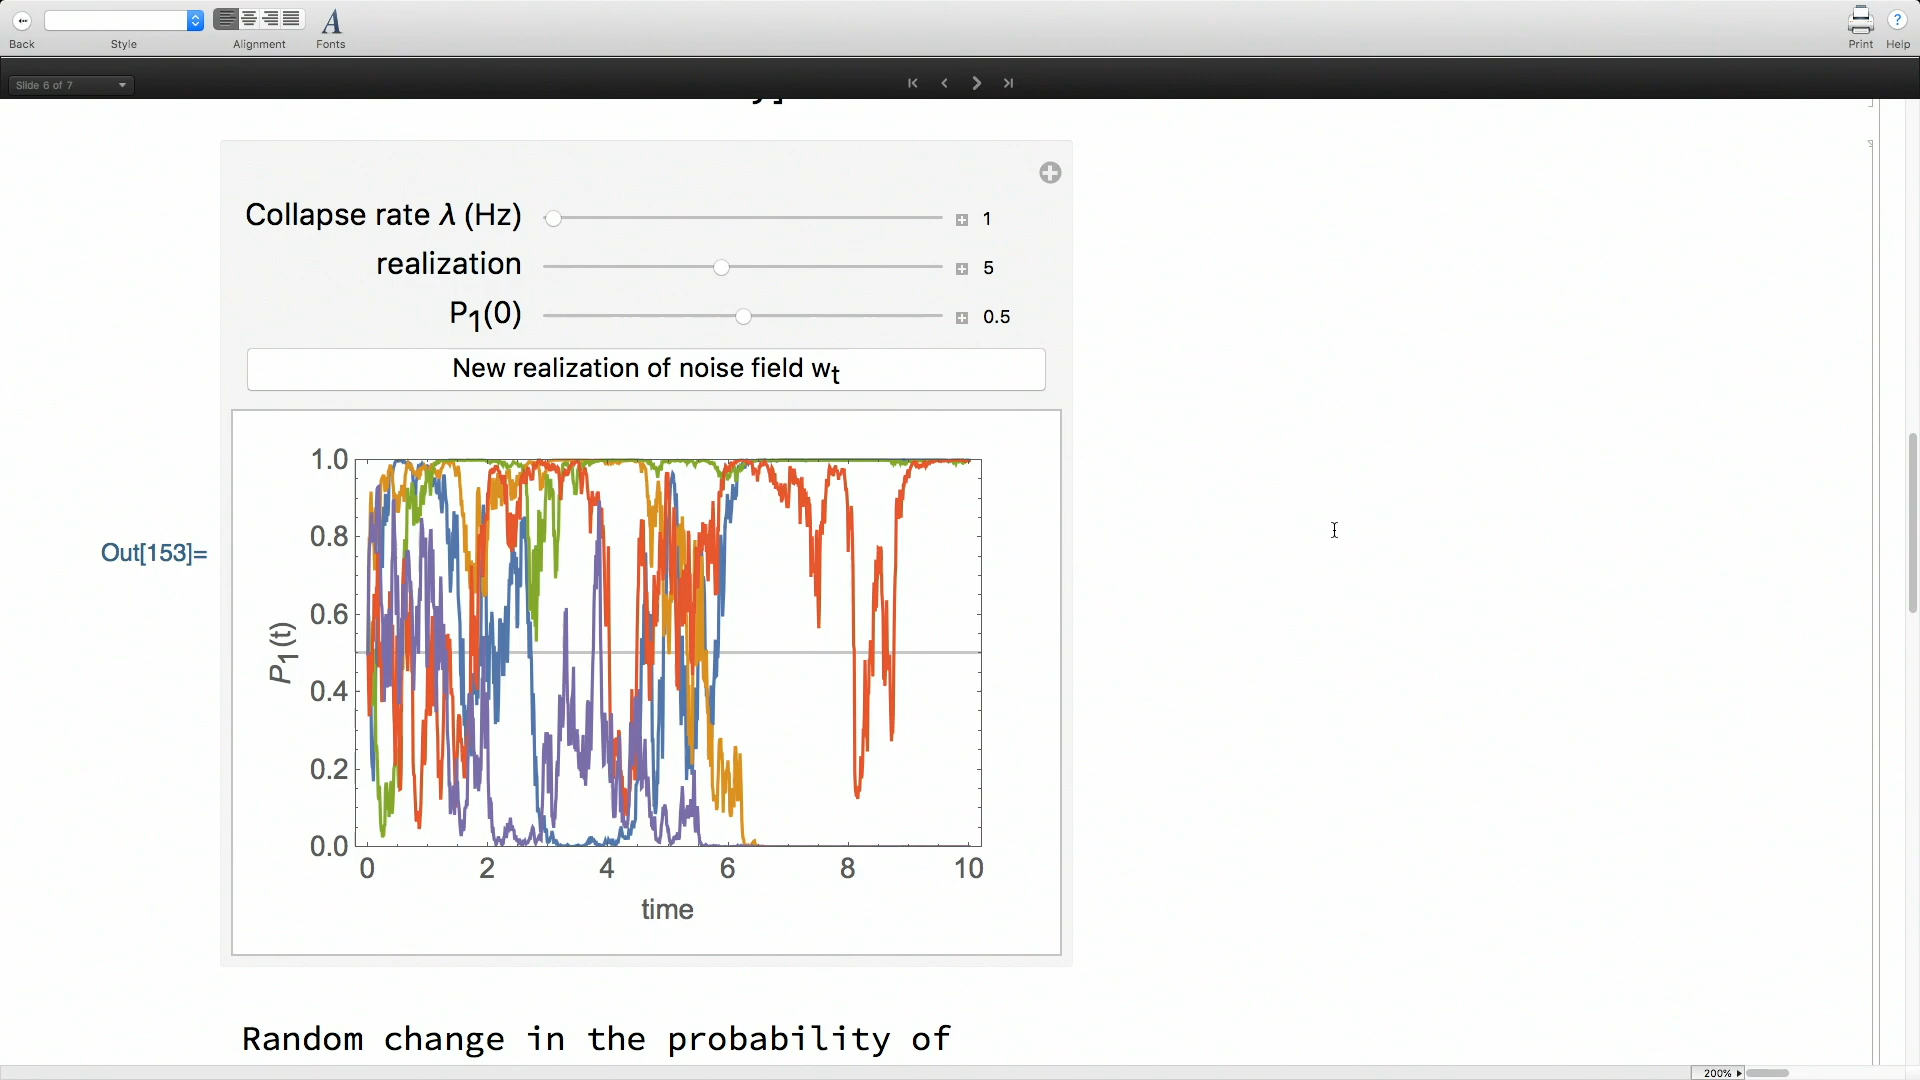 Back
Style
Alignment
Fonts
A
Print
Help
?
Slide 6 of 7
Collapse rate λ (Hz) 1
realization 5
P1(0) 0.5
New realization of noise field wt
Out[153]=
1.0
0.8
0.6
0.4
0.2
0.0
P1(t)
0 2 4 6 8 10
time
Random change in the probability of
200%